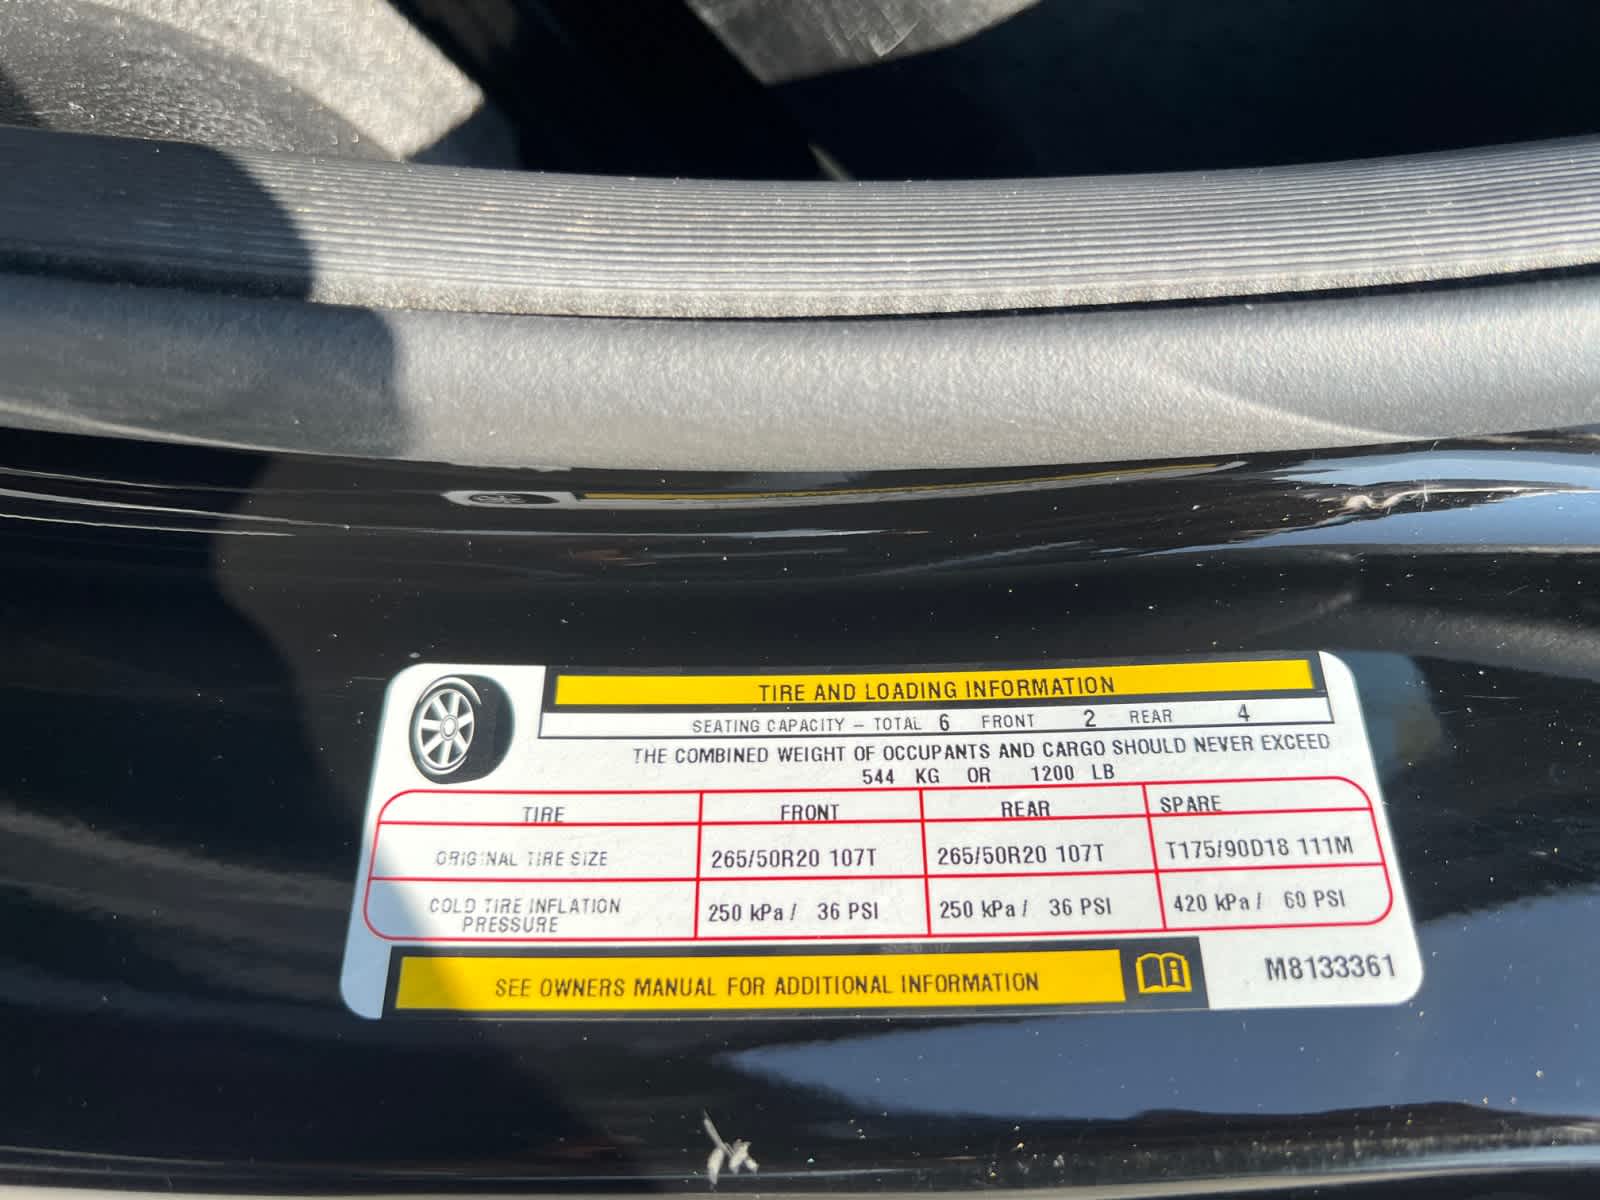 TIRE AND LOADING INFORMATION
SEATING CAPACITY – TOTAL 6 FRONT 2 REAR 4
THE COMBINED WEIGHT OF OCCUPANTS AND CARGO SHOULD NEVER EXCEED
544 KG OR 1200 LB
TIRE FRONT REAR SPARE
ORIGINAL TIRE SIZE 265/50R20 107T 265/50R20 107T T175/90D18 111M
COLD TIRE INFLATION PRESSURE 250 kPa / 36 PSI 250 kPa / 36 PSI 420 kPa / 60 PSI
SEE OWNERS MANUAL FOR ADDITIONAL INFORMATION
M8133361